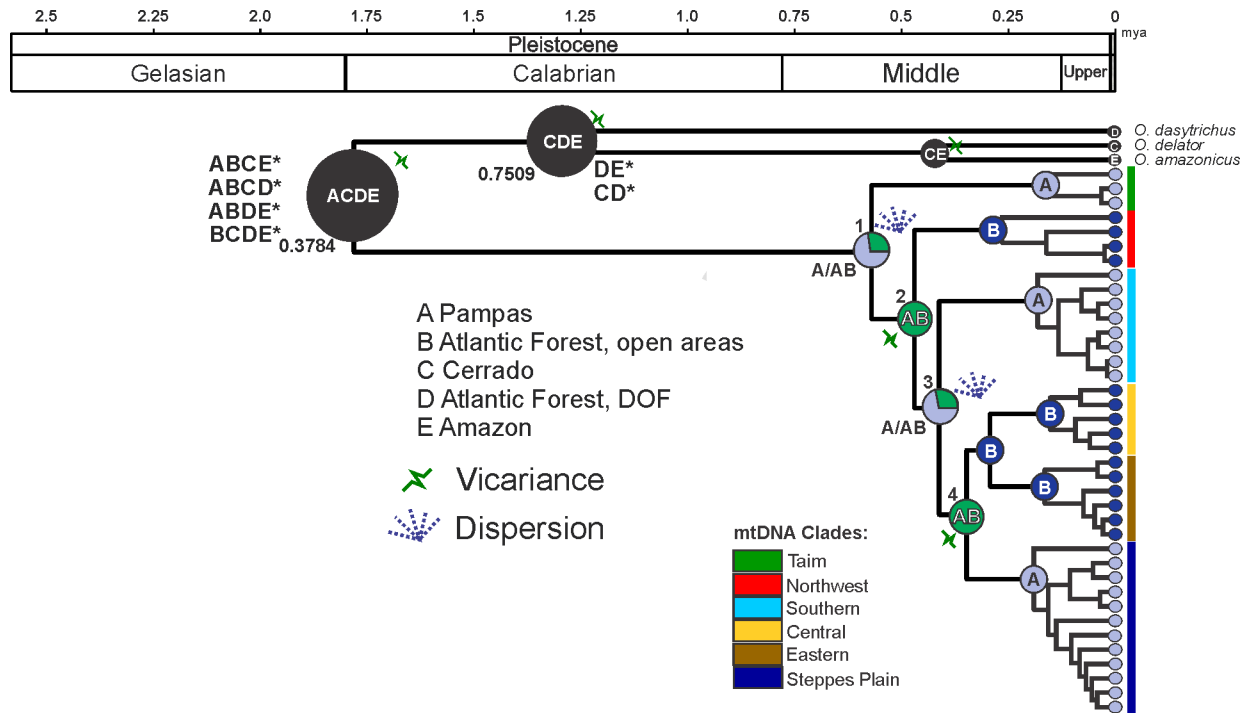 2.5 2.25 2.0 1.75 1.5 1.25 1.0 0.75 0.5 0.25 0
mya
Pleistocene
Gelasian Calabrian Middle Upper
D O. dasytrichus
C O. delator
E O. amazonicus
CDE
CE
0.7509
DE*
CD*
ABCE*
ABCD*
ABDE*
BCDE*
ACDE
0.3784
A
1
B
A/AB
2
AB
A
3
A/AB
B
B
B
4
AB
A
A Pampas
B Atlantic Forest, open areas
C Cerrado
D Atlantic Forest, DOF
E Amazon
Vicariance
Dispersion
mtDNA Clades:
Taim
Northwest
Southern
Central
Eastern
Steppes Plain